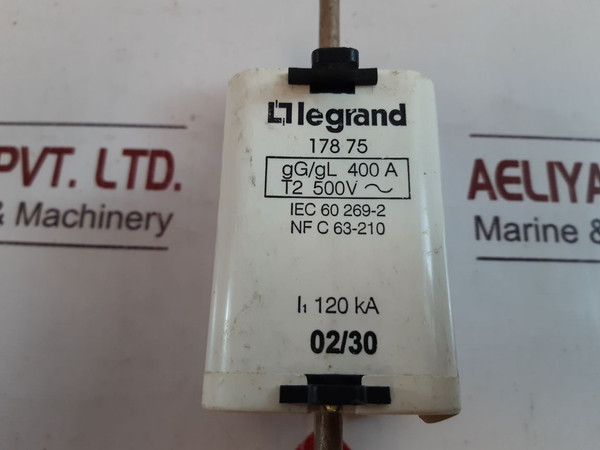 legrand
178 75
gG/gL 400 A
T2 500V ~
IEC 60 269-2
NF C 63-210
I₁ 120 kA
02/30
PVT. LTD.
& Machinery
AELIYA
Marine &